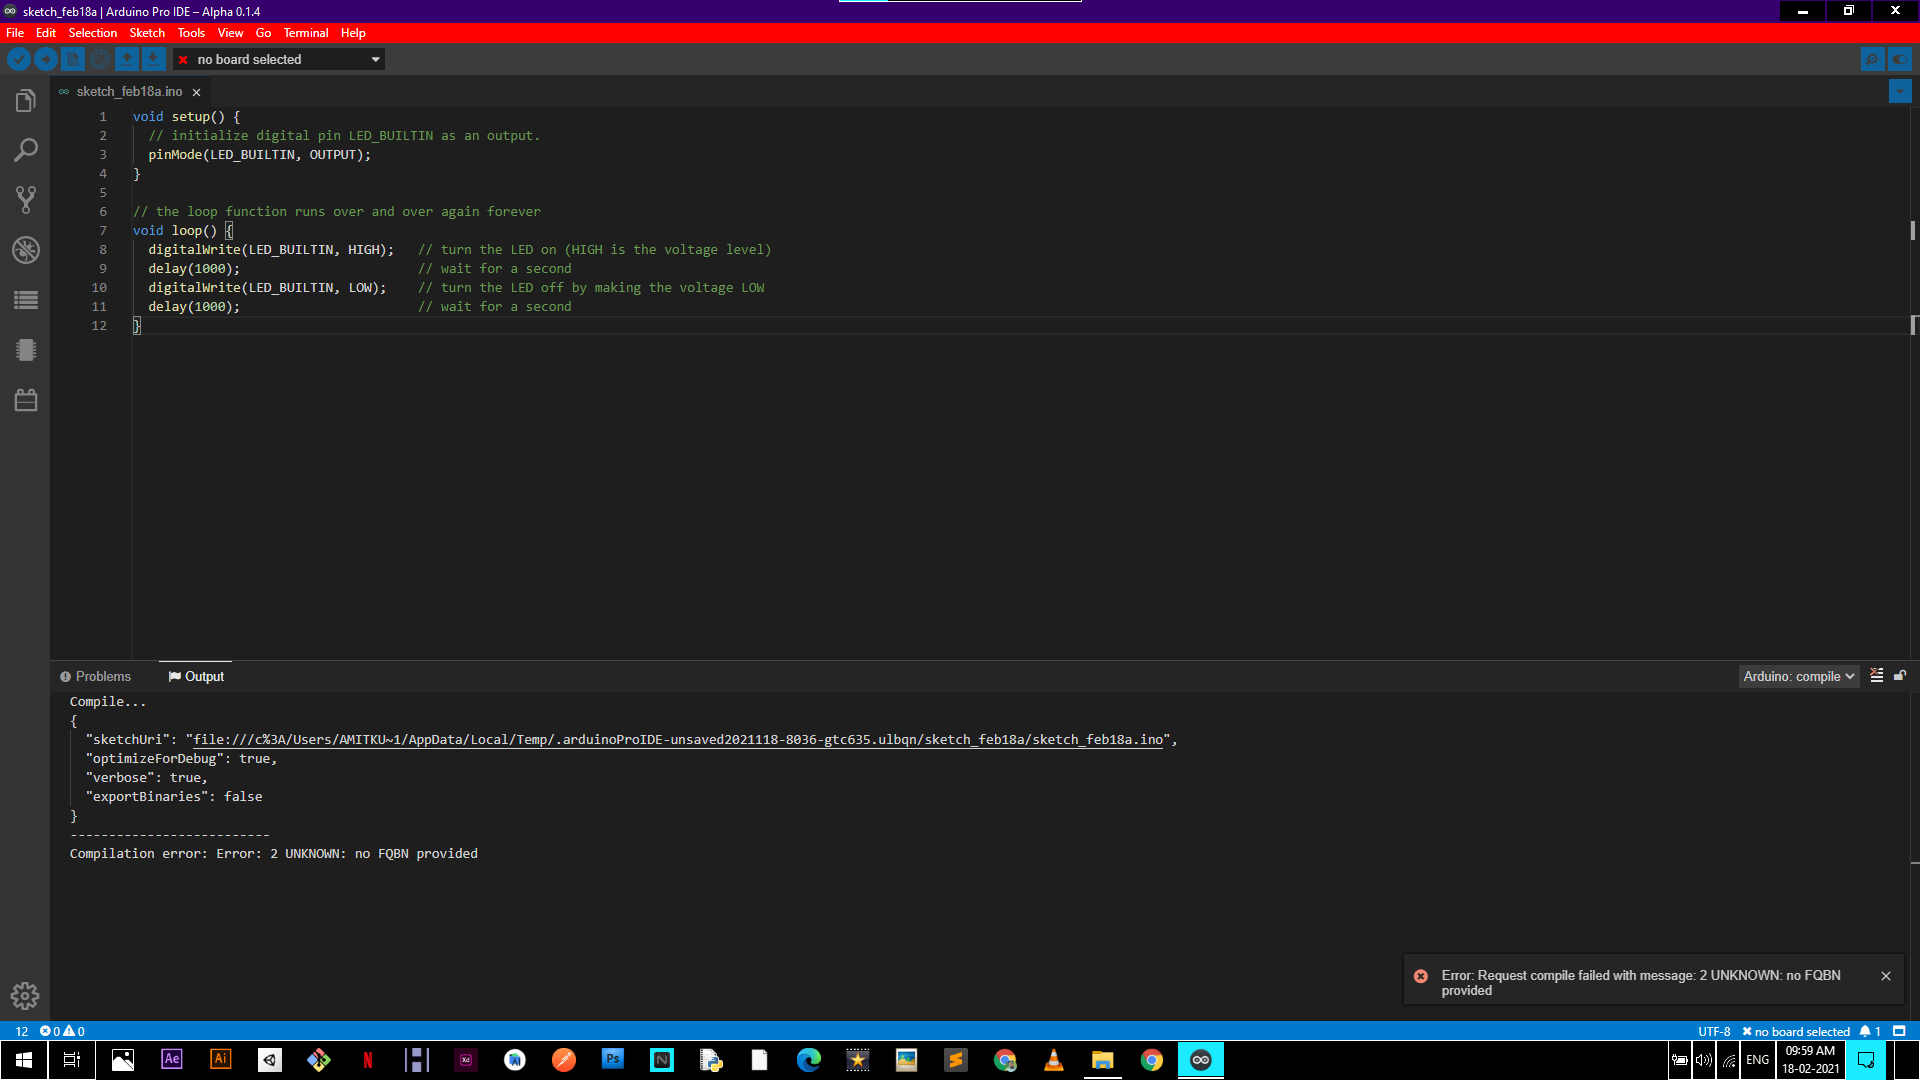 sketch_feb18a | Arduino Pro IDE – Alpha 0.1.4
File Edit Selection Sketch Tools View Go Terminal Help
no board selected
sketch_feb18a.ino
1 void setup() {
2 // initialize digital pin LED_BUILTIN as an output.
3 pinMode(LED_BUILTIN, OUTPUT);
4 }
5
6 // the loop function runs over and over again forever
7 void loop() {
8 digitalWrite(LED_BUILTIN, HIGH); // turn the LED on (HIGH is the voltage level)
9 delay(1000); // wait for a second
10 digitalWrite(LED_BUILTIN, LOW); // turn the LED off by making the voltage LOW
11 delay(1000); // wait for a second
12 }
Problems Output Arduino: compile
Compile...
{
"sketchUri": "file:///c%3A/Users/AMITKU~1/AppData/Local/Temp/.arduinoProIDE-unsaved2021118-8036-gtc635.ulbqn/sketch_feb18a/sketch_feb18a.ino",
"optimizeForDebug": true,
"verbose": true,
"exportBinaries": false
}
--------------------------
Compilation error: Error: 2 UNKNOWN: no FQBN provided
Error: Request compile failed with message: 2 UNKNOWN: no FQBN
provided
12 0 0 UTF-8 no board selected 1
Ae Ai N Xd Ps N ENG
09:59 AM
18-02-2021